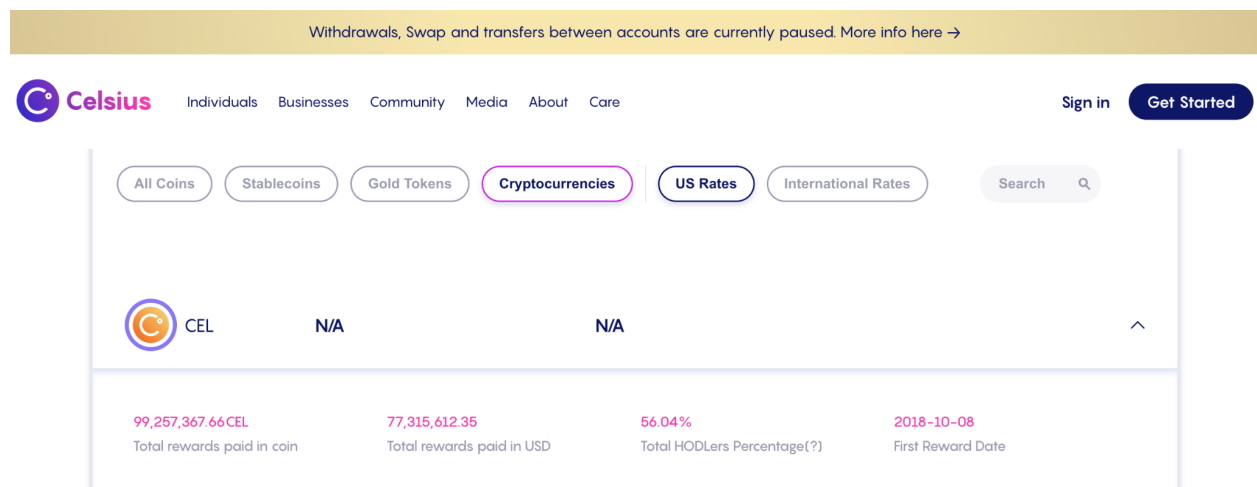 Withdrawals, Swap and transfers between accounts are currently paused. More info here →
Celsius Individuals Businesses Community Media About Care Sign in Get Started
All Coins Stablecoins Gold Tokens Cryptocurrencies US Rates International Rates Search
CEL N/A N/A
99,257,367.66 CEL 77,315,612.35 56.04% 2018-10-08
Total rewards paid in coin Total rewards paid in USD Total HODLers Percentage(?) First Reward Date